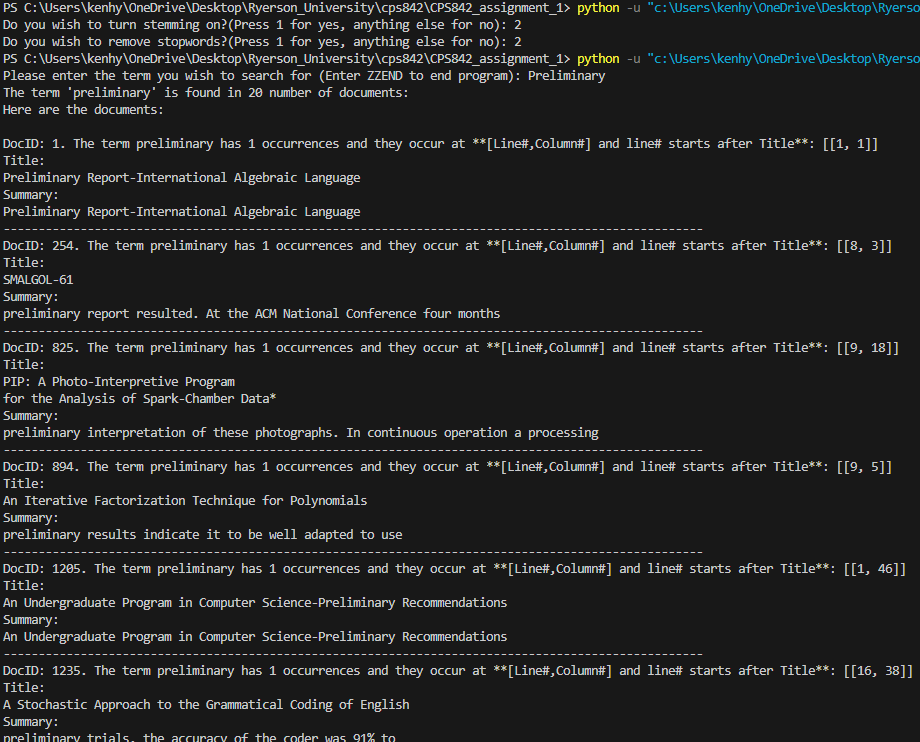 PS C:\Users\kenhy\OneDrive\Desktop\Ryerson_University\cps842\CPS842_assignment_1> python -u "c:\Users\kenhy\OneDrive\Desktop\Ryerso
Do you wish to turn stemming on?(Press 1 for yes, anything else for no): 2
Do you wish to remove stopwords?(Press 1 for yes, anything else for no): 2
PS C:\Users\kenhy\OneDrive\Desktop\Ryerson_University\cps842\CPS842_assignment_1> python -u "c:\Users\kenhy\OneDrive\Desktop\Ryerso
Please enter the term you wish to search for (Enter ZZEND to end program): Preliminary
The term 'preliminary' is found in 20 number of documents:
Here are the documents:
DocID: 1. The term preliminary has 1 occurrences and they occur at **[Line#,Column#] and line# starts after Title**: [[1, 1]]
Title:
Preliminary Report-International Algebraic Language
Summary:
Preliminary Report-International Algebraic Language
----------------------------------------------------------------------------------------------------
DocID: 254. The term preliminary has 1 occurrences and they occur at **[Line#,Column#] and line# starts after Title**: [[8, 3]]
Title:
SMALGOL-61
Summary:
preliminary report resulted. At the ACM National Conference four months
----------------------------------------------------------------------------------------------------
DocID: 825. The term preliminary has 1 occurrences and they occur at **[Line#,Column#] and line# starts after Title**: [[9, 18]]
Title:
PIP: A Photo-Interpretive Program
for the Analysis of Spark-Chamber Data*
Summary:
preliminary interpretation of these photographs. In continuous operation a processing
----------------------------------------------------------------------------------------------------
DocID: 894. The term preliminary has 1 occurrences and they occur at **[Line#,Column#] and line# starts after Title**: [[9, 5]]
Title:
An Iterative Factorization Technique for Polynomials
Summary:
preliminary results indicate it to be well adapted to use
----------------------------------------------------------------------------------------------------
DocID: 1205. The term preliminary has 1 occurrences and they occur at **[Line#,Column#] and line# starts after Title**: [[1, 46]]
Title:
An Undergraduate Program in Computer Science-Preliminary Recommendations
Summary:
An Undergraduate Program in Computer Science-Preliminary Recommendations
----------------------------------------------------------------------------------------------------
DocID: 1235. The term preliminary has 1 occurrences and they occur at **[Line#,Column#] and line# starts after Title**: [[16, 38]]
Title:
A Stochastic Approach to the Grammatical Coding of English
Summary:
preliminary trials, the accuracy of the coder was 91% to